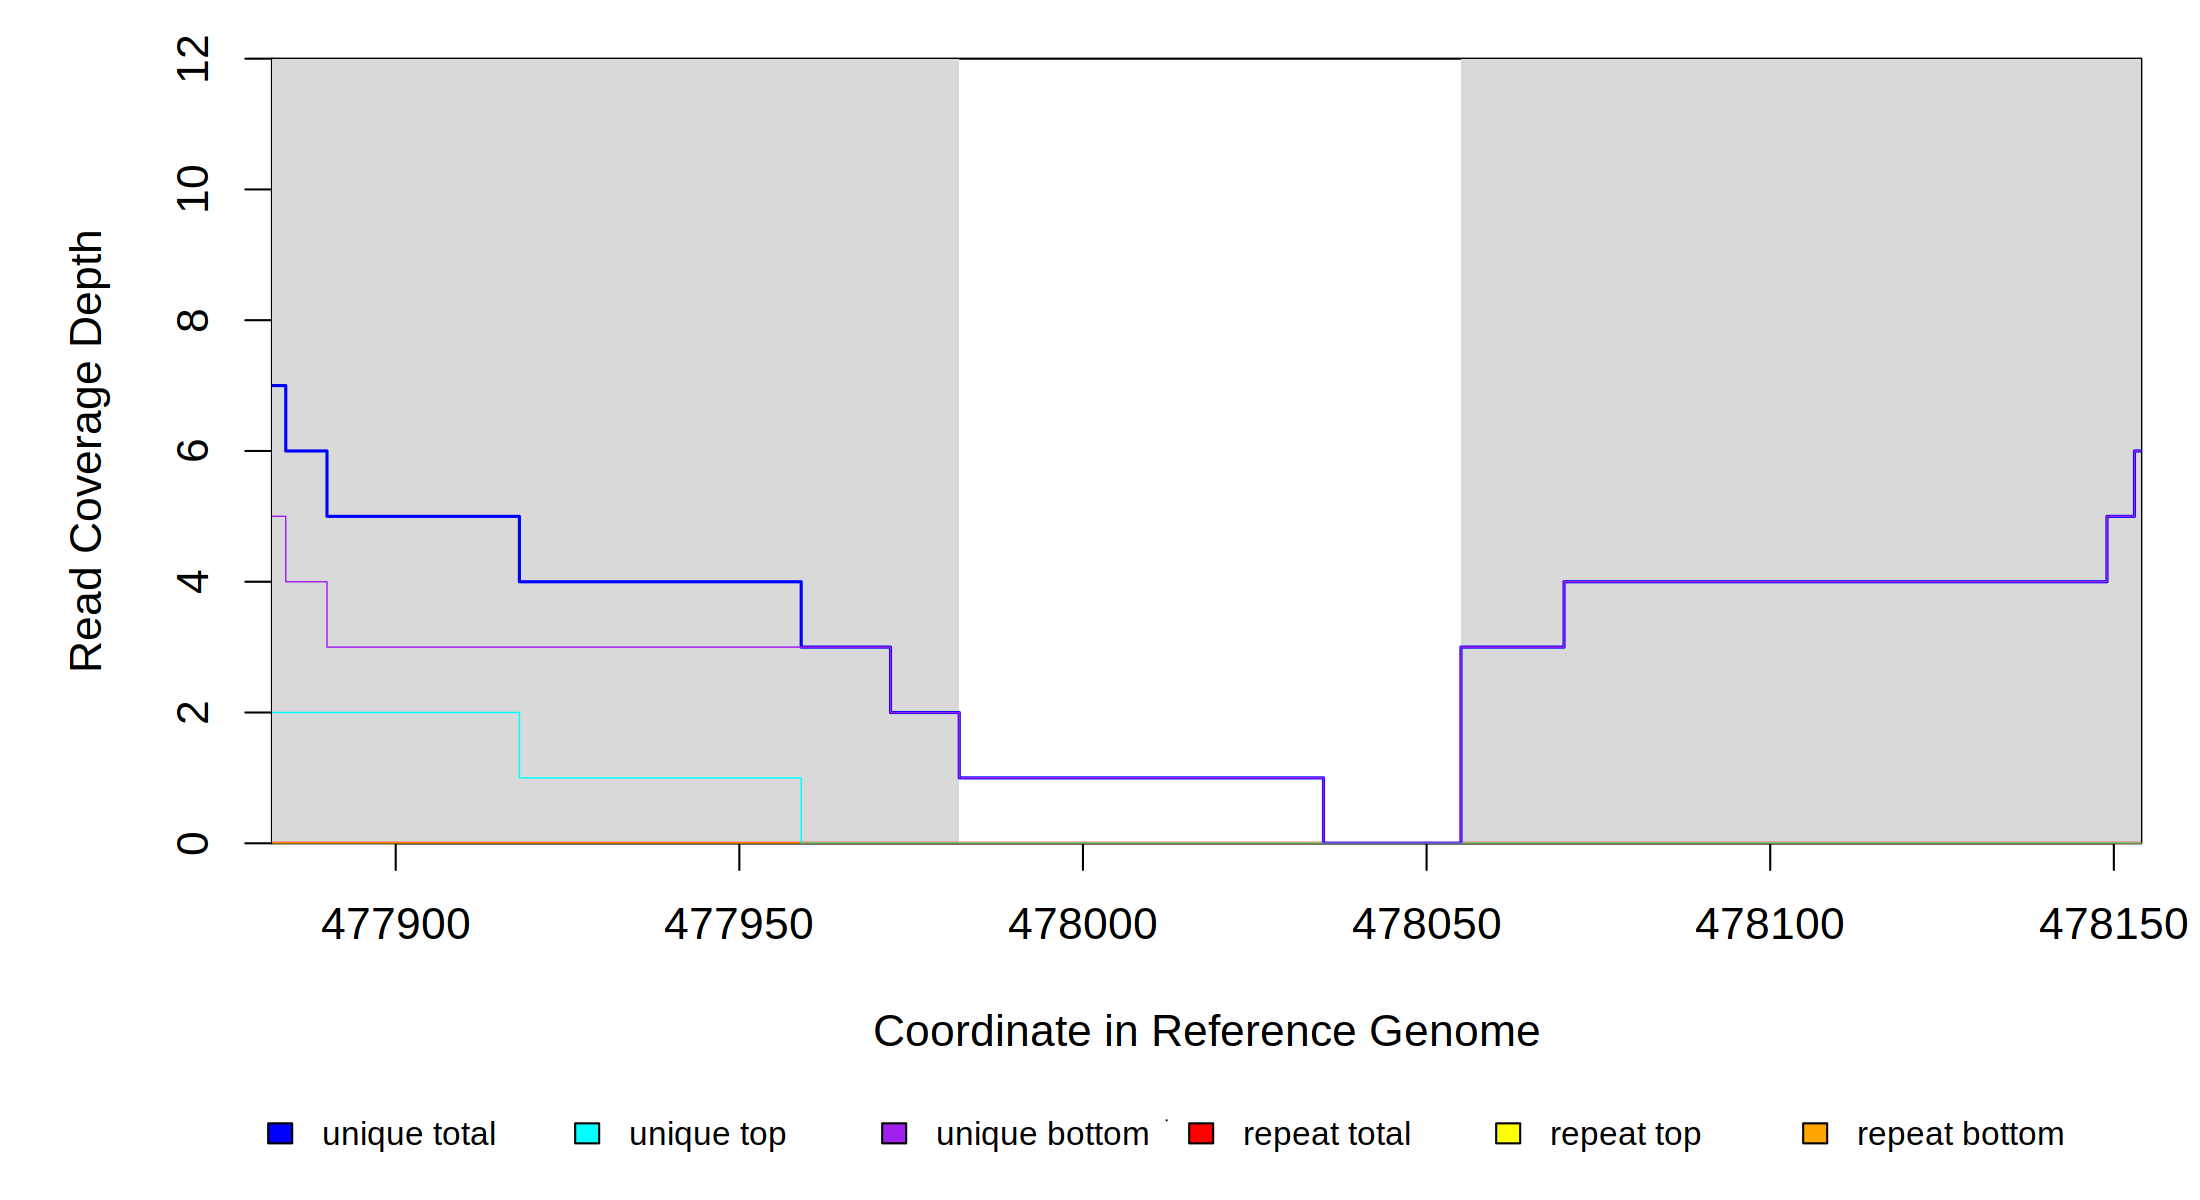 12
10
8
6
4
2
0
Read Coverage Depth
477900 477950 478000 478050 478100 478150
Coordinate in Reference Genome
unique total unique top unique bottom repeat total repeat top repeat bottom